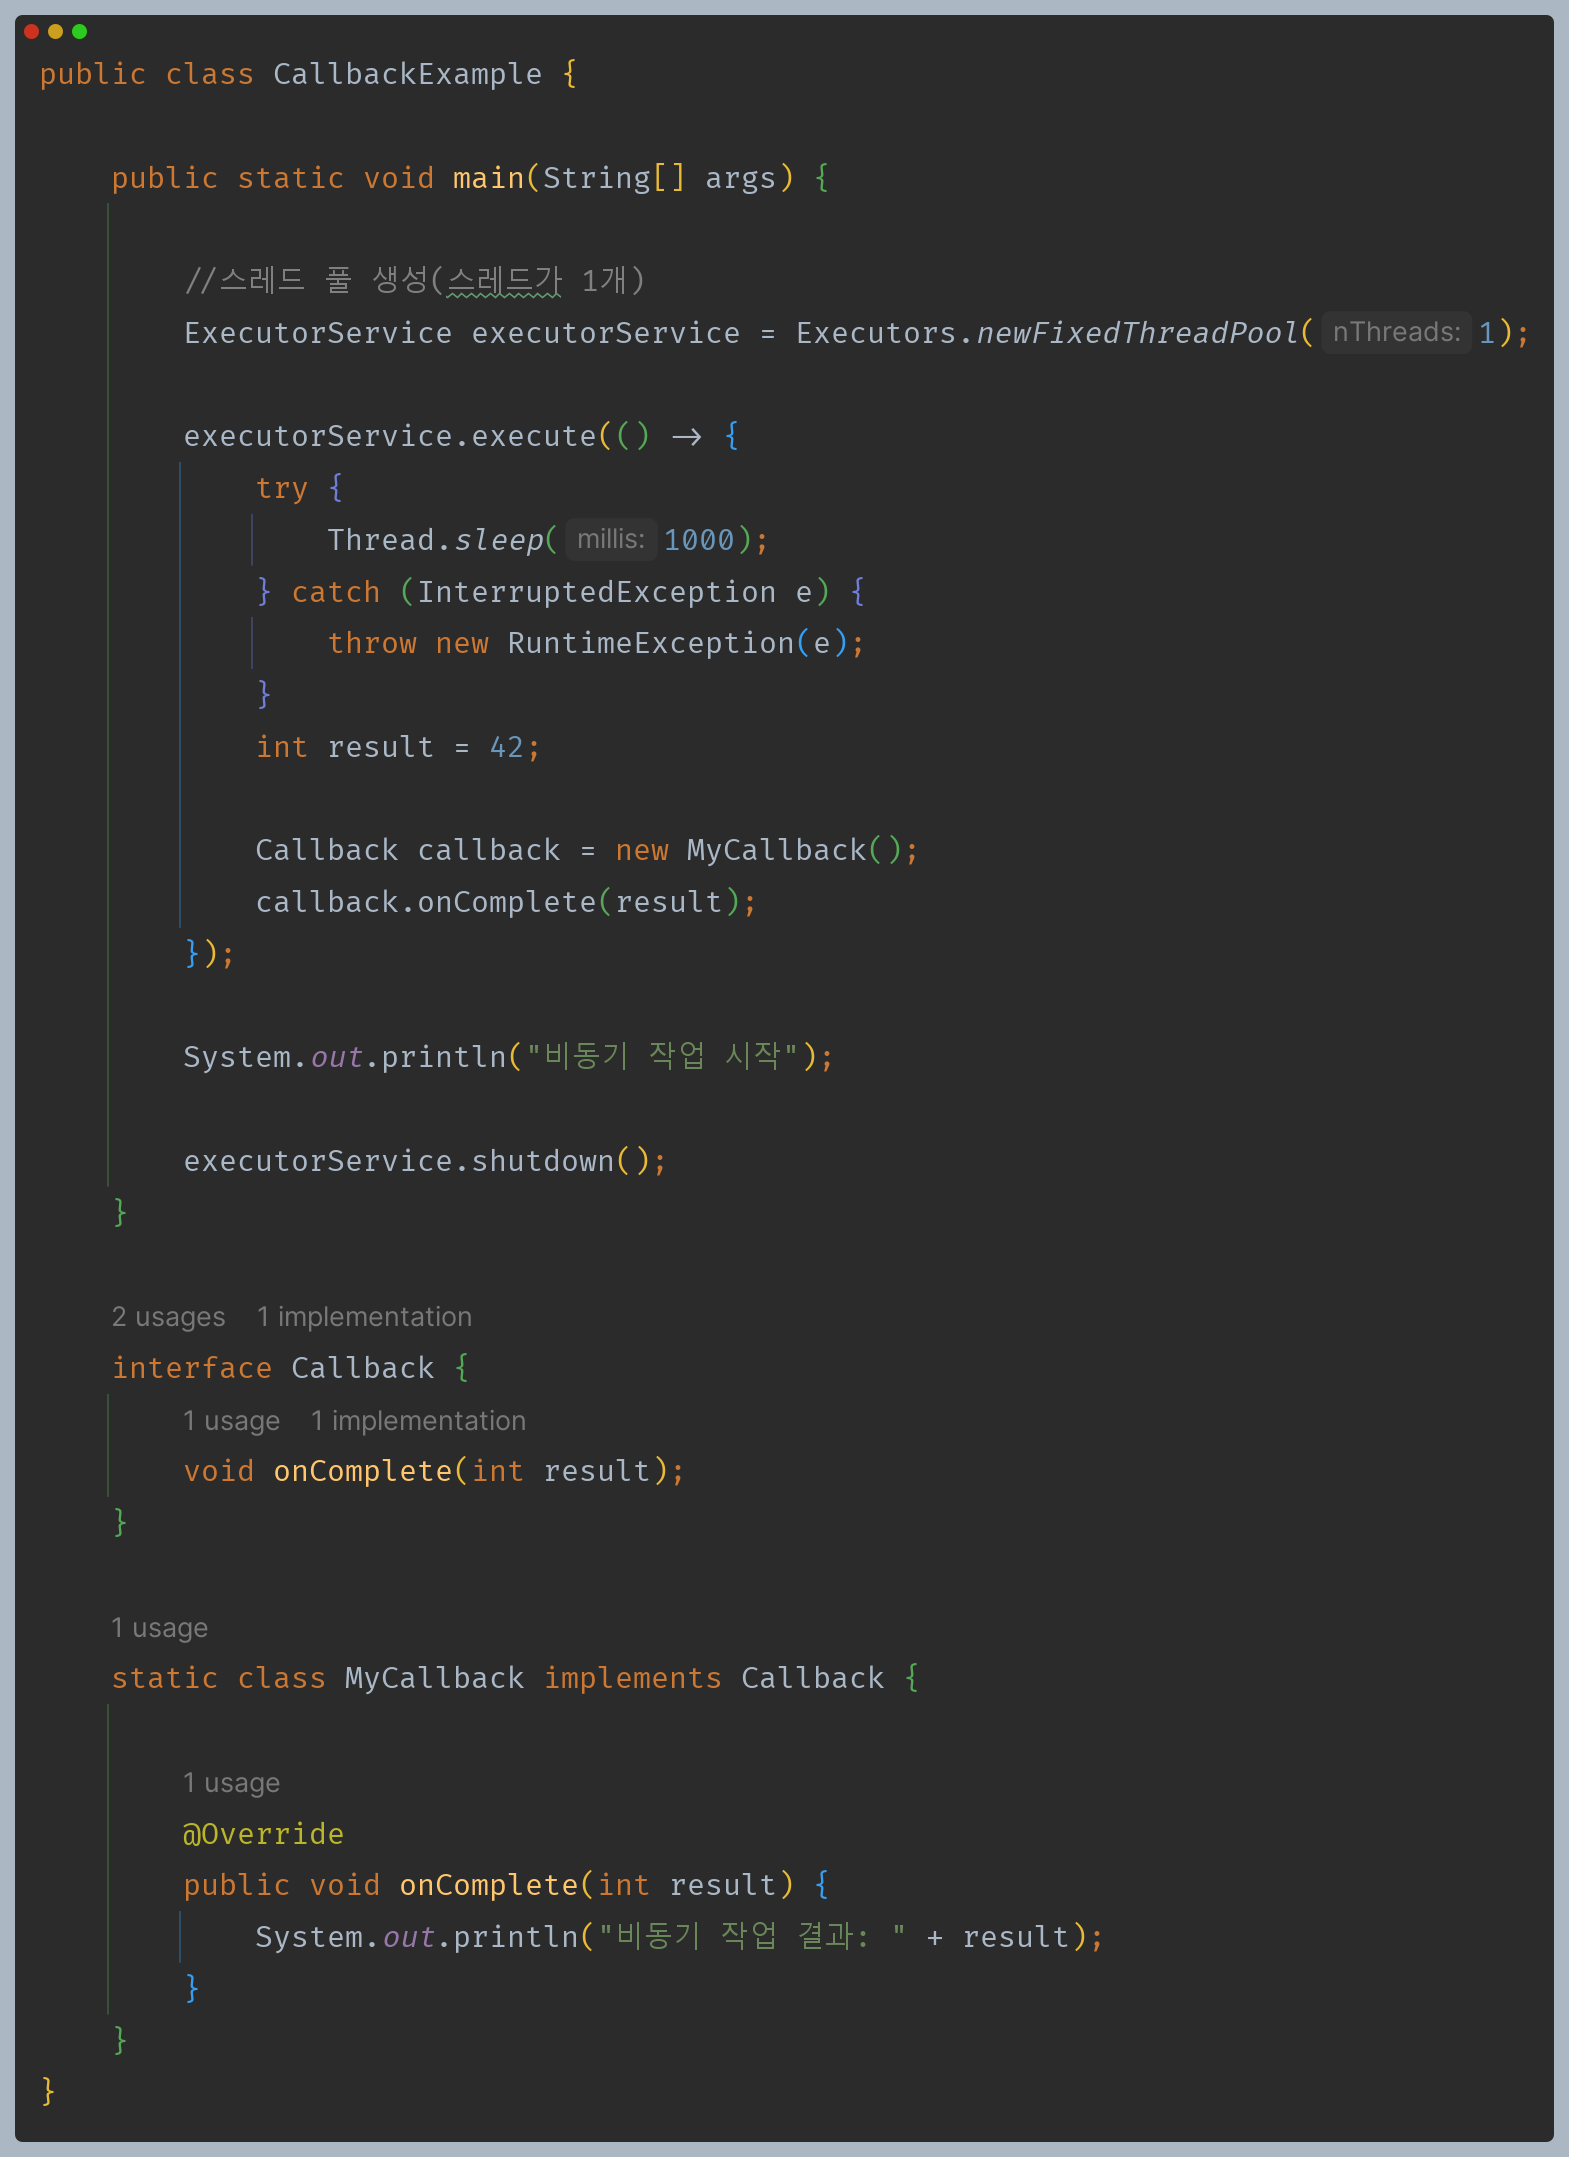 public class CallbackExample {
public static void main(String[] args) {
//스레드 풀 생성(스레드가 1개)
ExecutorService executorService = Executors.newFixedThreadPool( nThreads: 1);
executorService.execute(() -> {
try {
Thread.sleep( millis: 1000);
} catch (InterruptedException e) {
throw new RuntimeException(e);
}
int result = 42;
Callback callback = new MyCallback();
callback.onComplete(result);
});
System.out.println("비동기 작업 시작");
executorService.shutdown();
}
2 usages 1 implementation
interface Callback {
1 usage 1 implementation
void onComplete(int result);
}
1 usage
static class MyCallback implements Callback {
1 usage
@Override
public void onComplete(int result) {
System.out.println("비동기 작업 결과: " + result);
}
}
}